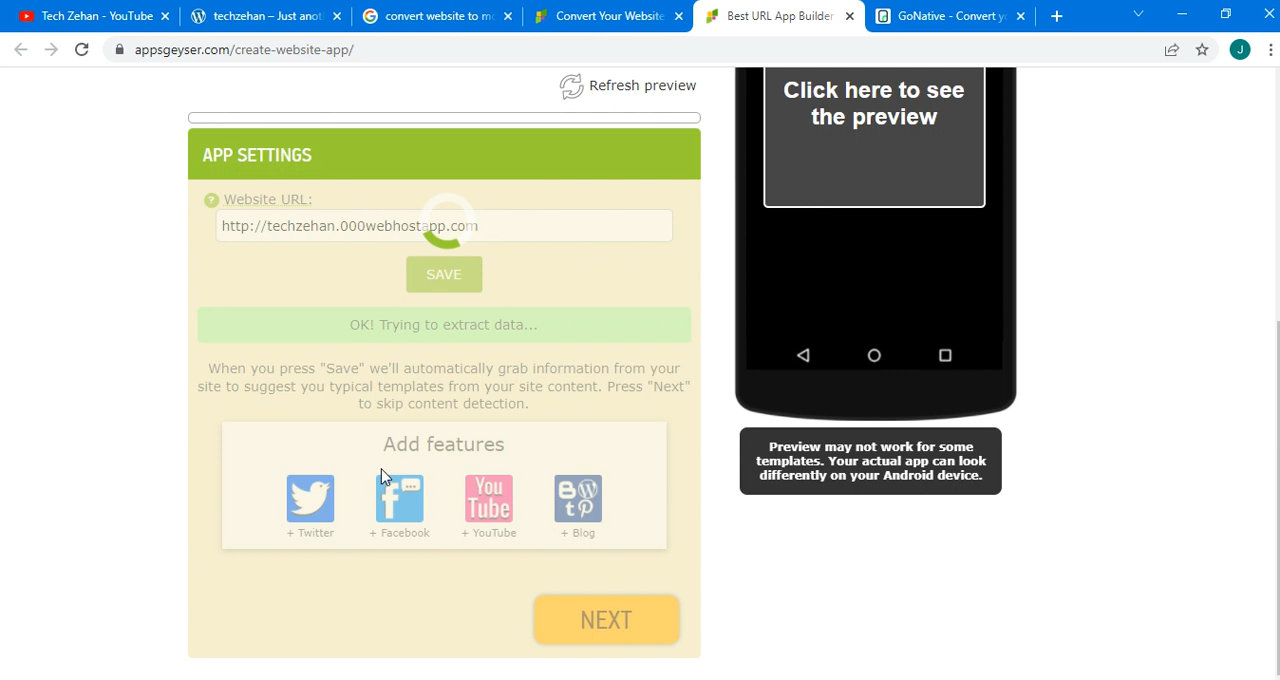 Tech Zehan - YouTube
techzehan – Just anot
convert website to mo
Convert Your Website
Best URL App Builder
GoNative - Convert yo
appsgeyser.com/create-website-app/
J
Refresh preview
Click here to see
the preview
APP SETTINGS
? Website URL:
http://techzehan.000webhostapp.com
SAVE
OK! Trying to extract data...
When you press "Save" we'll automatically grab information from your
site to suggest you typical templates from your site content. Press "Next"
to skip content detection.
Add features
You
Tube
+ Twitter
+ Facebook
+ YouTube
+ Blog
NEXT
Preview may not work for some
templates. Your actual app can look
differently on your Android device.